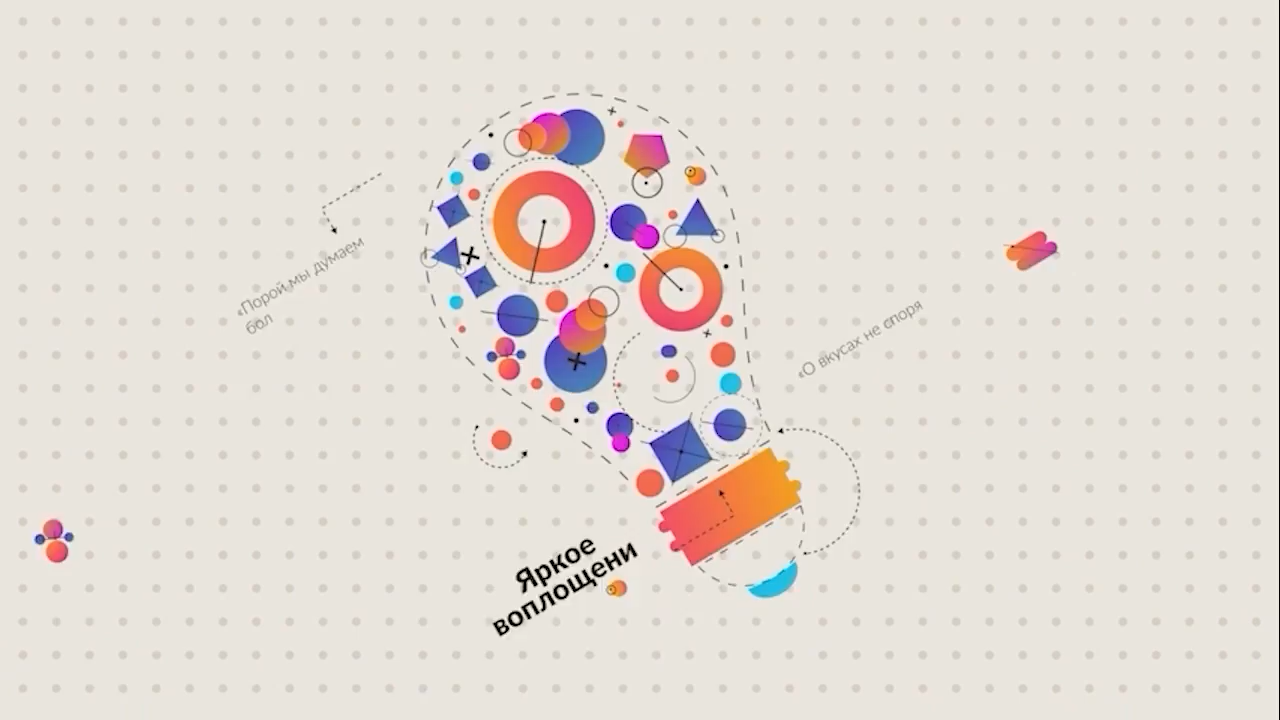 «Порой мы думаем
бол
«О вкусах не споря
Яркое
воплощени